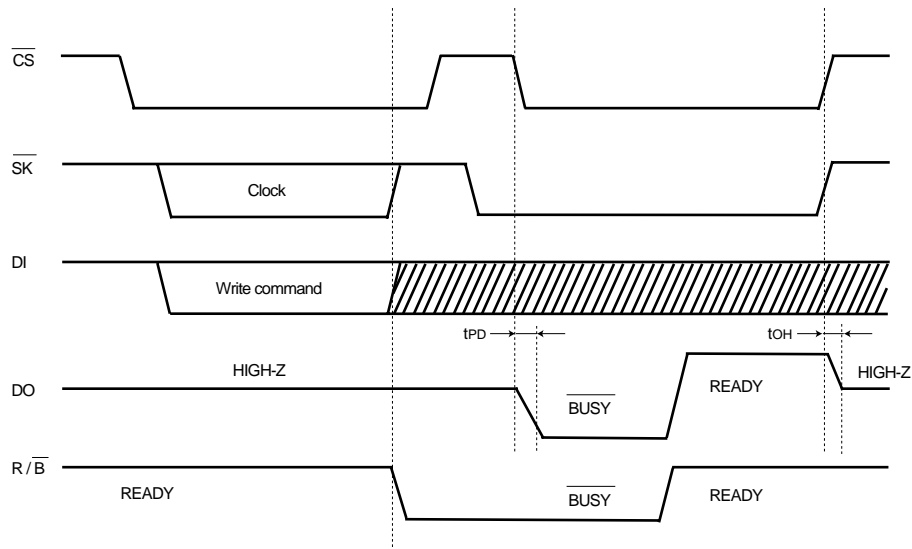 CS
SK
Clock
DI
Write command
tPD
tOH
HIGH-Z
HIGH-Z
DO
BUSY
READY
R / B
READY
BUSY
READY